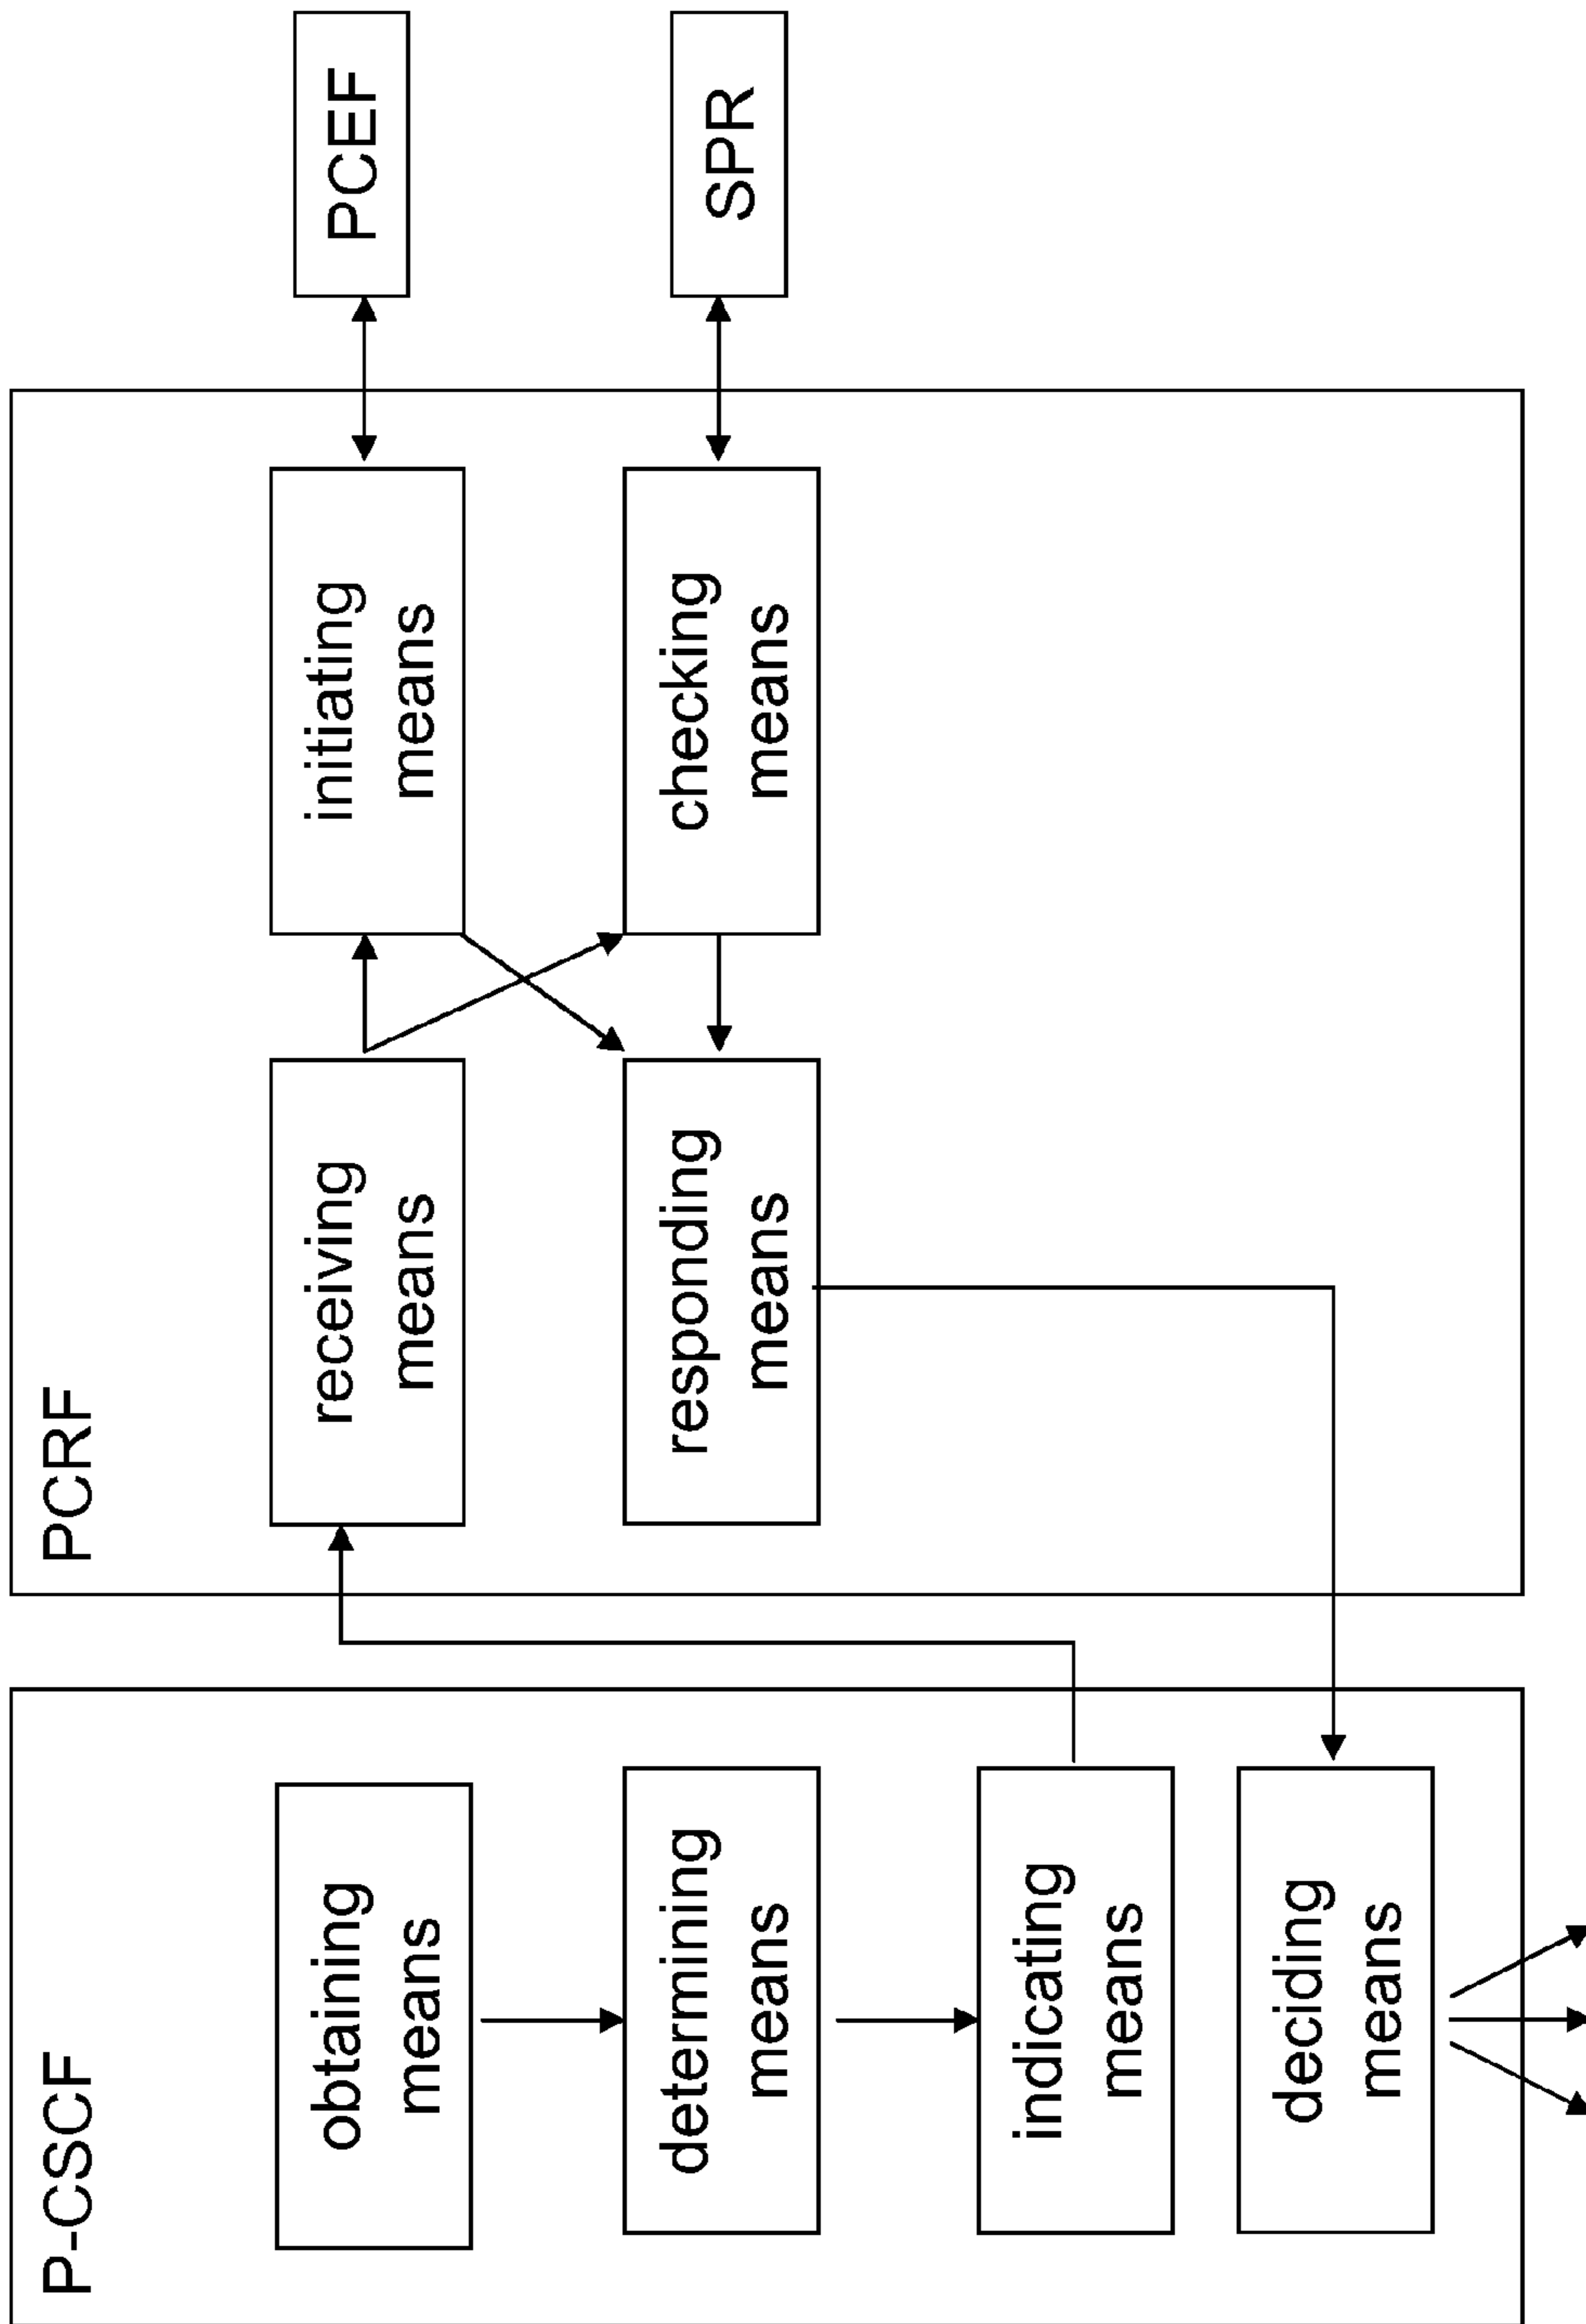 P-CSCF
obtaining
means
determining
means
indicating
means
deciding
means
PCRF
receiving
means
responding
means
initiating
means
checking
means
PCEF
SPR